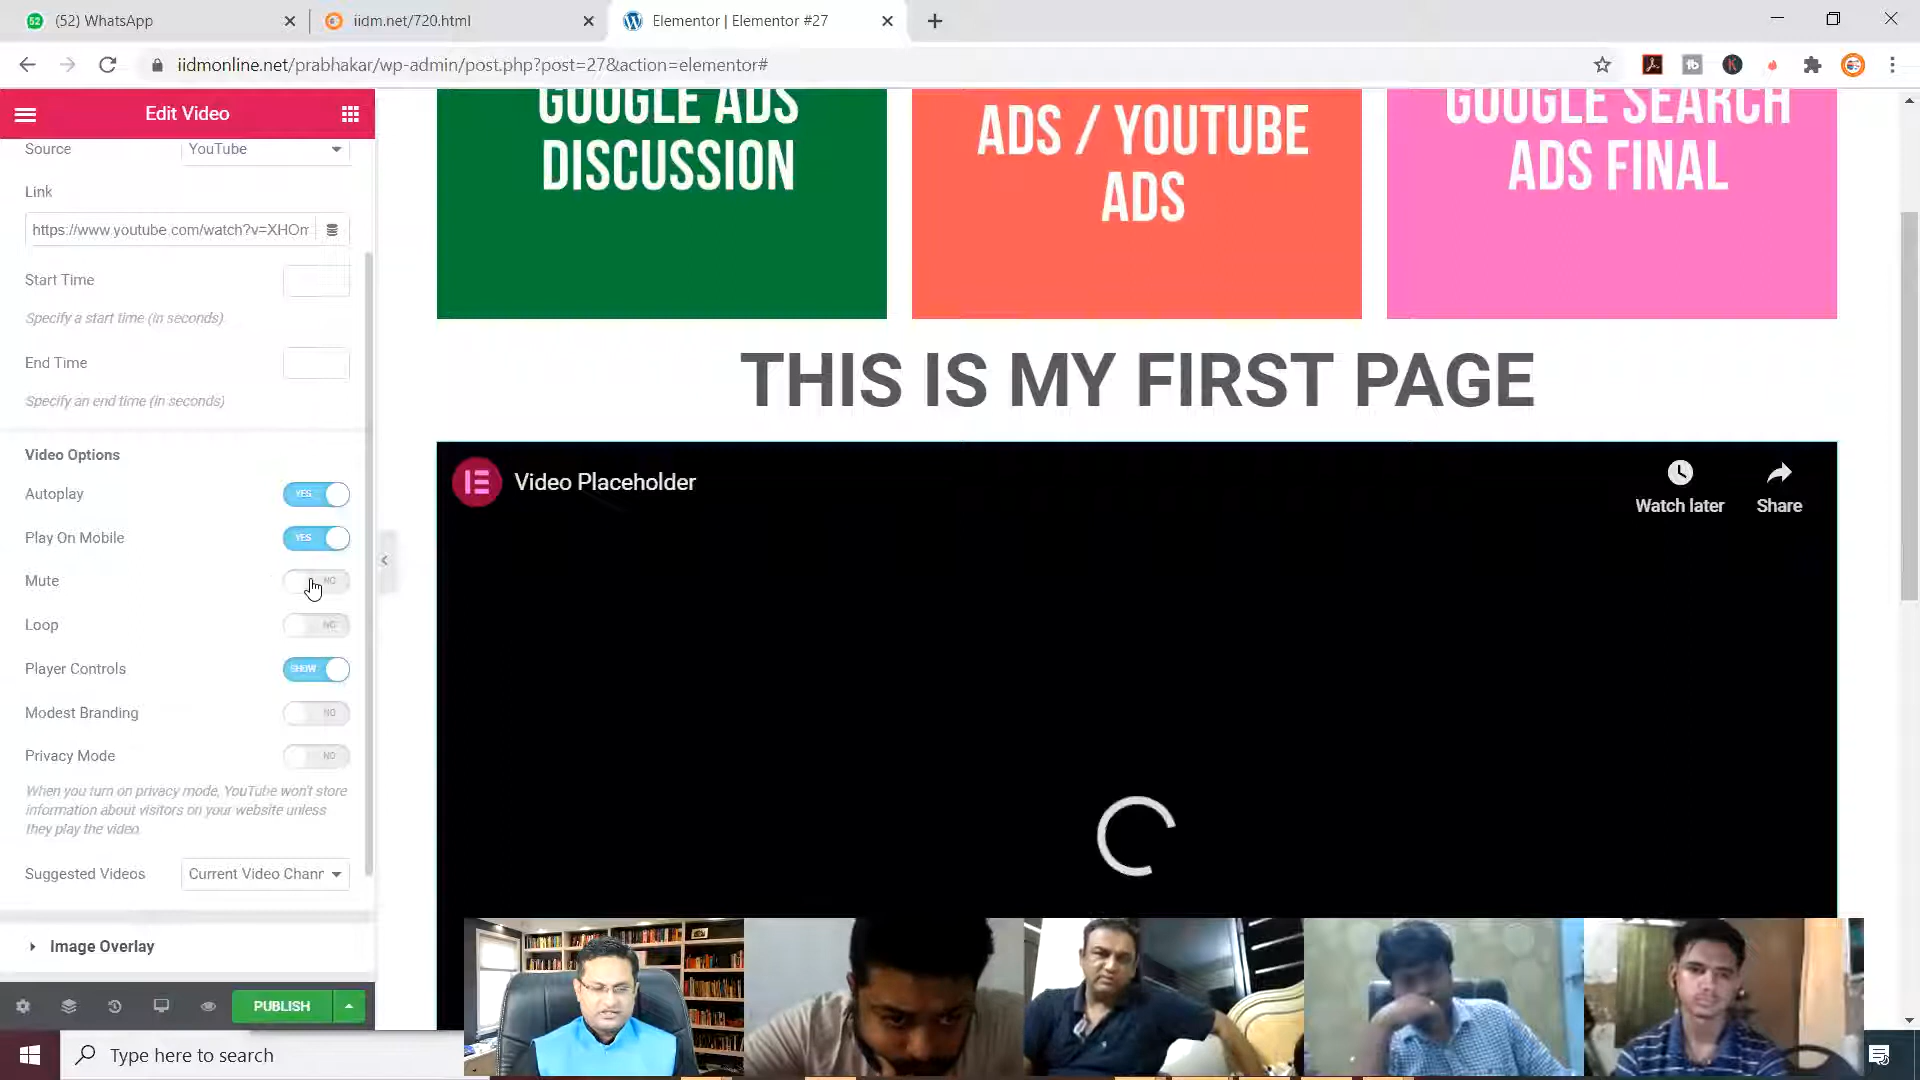 (52) WhatsApp
iidm.net/720.html
Elementor | Elementor #27
iidmonline.net/prabhakar/wp-admin/post.php?post=27&action=elementor#
Edit Video
Source
YouTube
Link
https://www.youtube.com/watch?v=XHOm
Start Time
Specify a start time (in seconds)
End Time
Specify an end time (in seconds)
Video Options
Autoplay
YES
Play On Mobile
YES
Mute
NO
Loop
NO
Player Controls
SHOW
Modest Branding
NO
Privacy Mode
NO
When you turn on privacy mode, YouTube won't store
information about visitors on your website unless
they play the video.
Suggested Videos
Current Video Chann
Image Overlay
PUBLISH
GOOGLE ADS
DISCUSSION
ADS / YOUTUBE
ADS
GOOGLE SEARCH
ADS FINAL
THIS IS MY FIRST PAGE
Video Placeholder
Watch later
Share
Type here to search